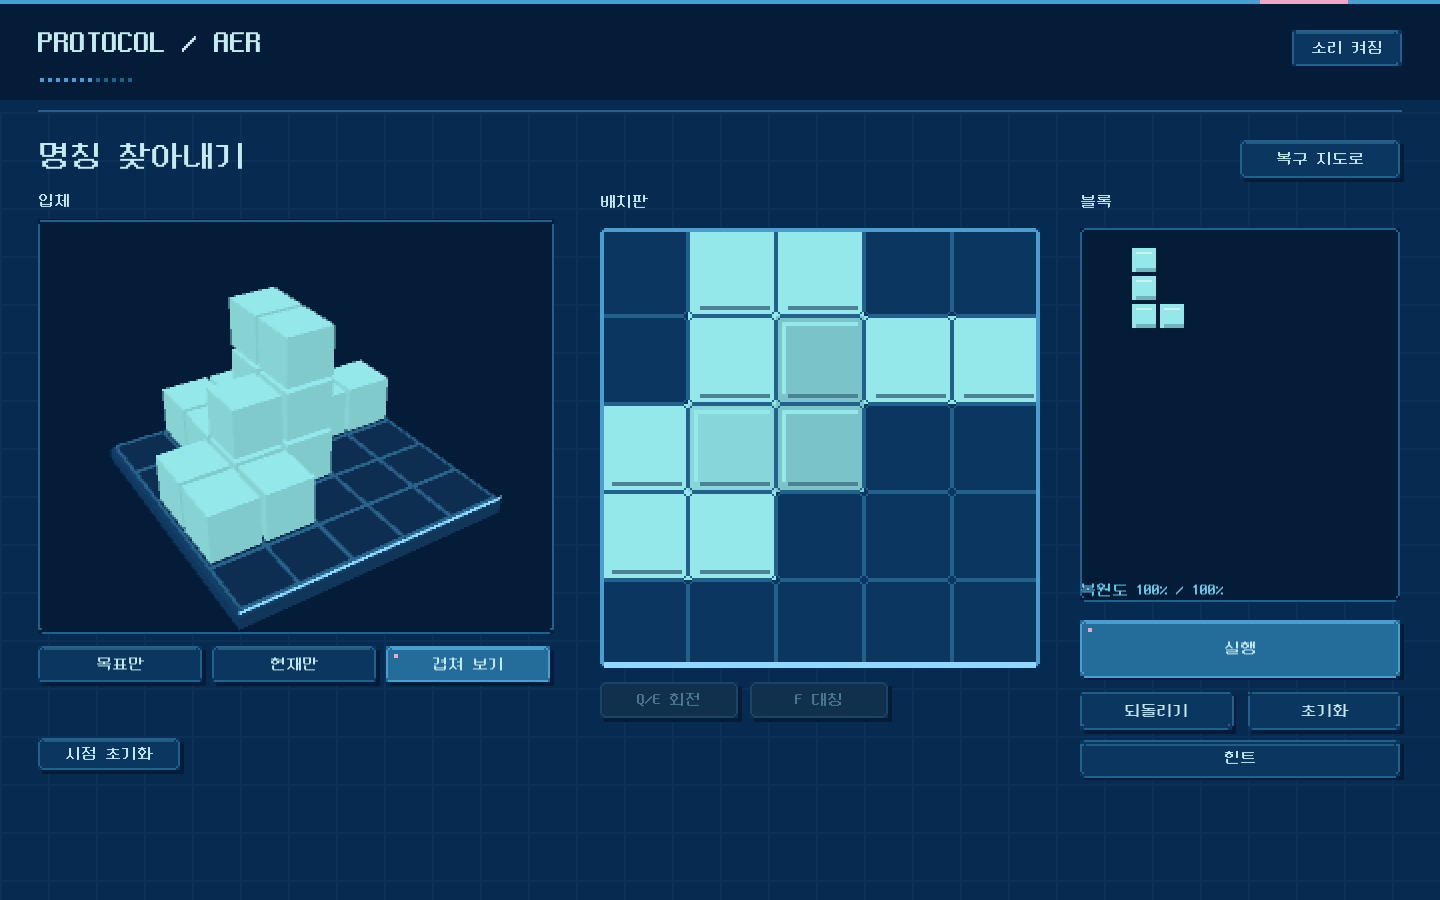 PROTOCOL / AER
소리 켜짐
명칭 찾아내기
복구 지도로
입체
배치판
블록
복원도 100% / 100%
목표만
현재만
겹쳐 보기
실행
Q/E 회전
F 대칭
되돌리기
초기화
시점 초기화
힌트